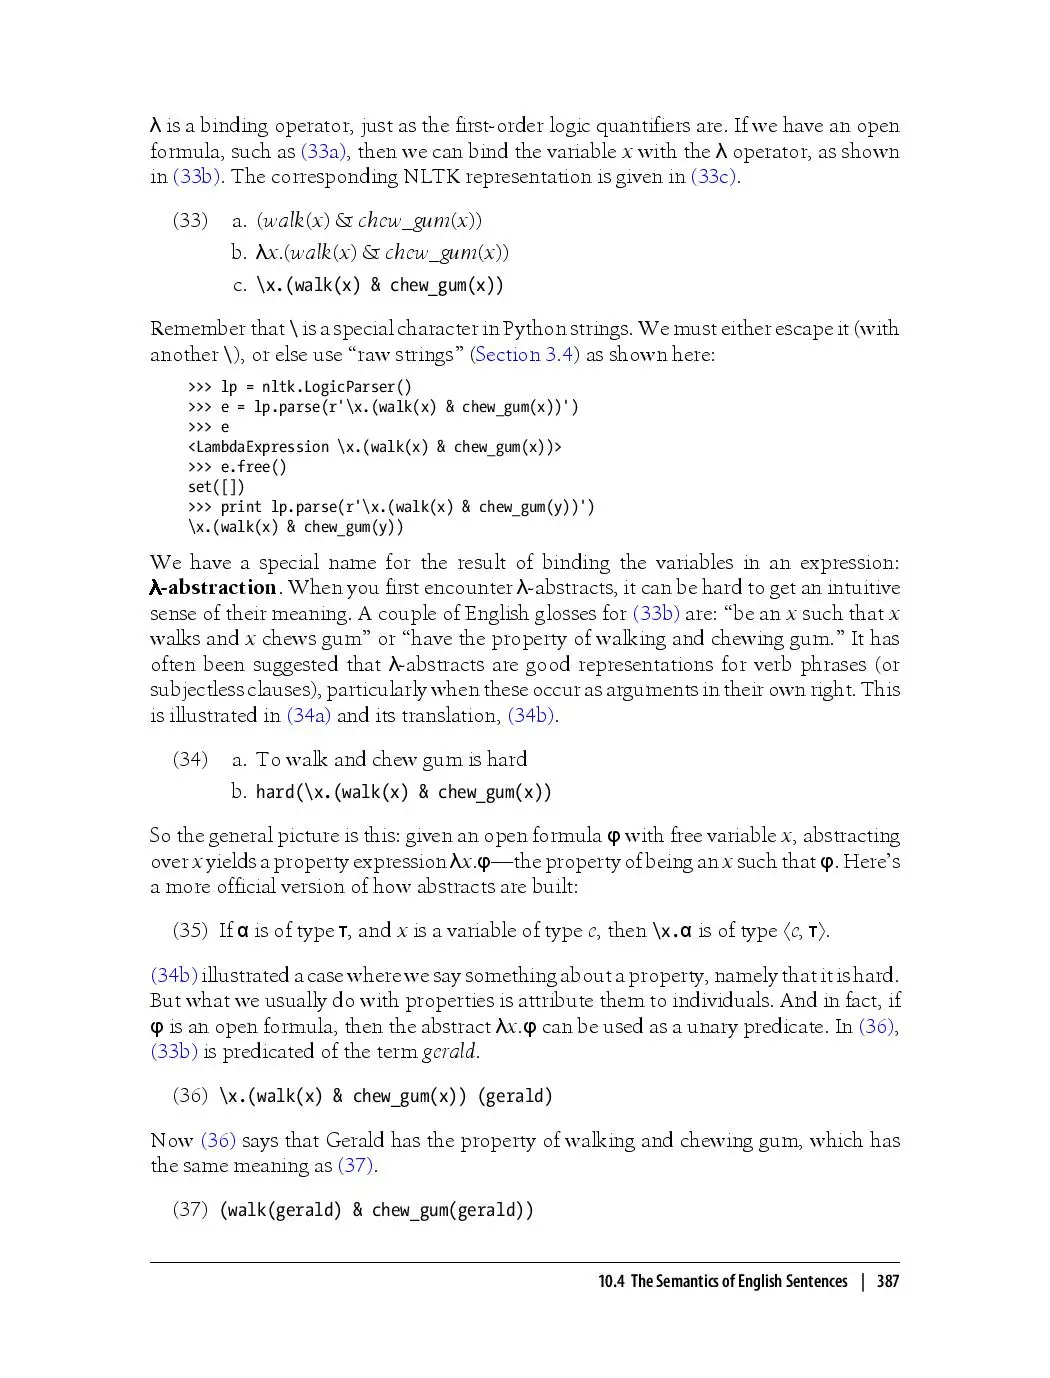 λ is a binding operator, just as the first-order logic quantifiers are. If we have an open
formula, such as (33a), then we can bind the variable x with the λ operator, as shown
in (33b). The corresponding NLTK representation is given in (33c).
(33) a. (walk(x) & chew_gum(x))
b. λx.(walk(x) & chew_gum(x))
c. \x.(walk(x) & chew_gum(x))
Remember that \ is a special character in Python strings. We must either escape it (with
another \), or else use “raw strings” (Section 3.4) as shown here:
>>> lp = nltk.LogicParser()
>>> e = lp.parse(r'\x.(walk(x) & chew_gum(x))')
>>> e
<LambdaExpression \x.(walk(x) & chew_gum(x))>
>>> e.free()
set([])
>>> print lp.parse(r'\x.(walk(x) & chew_gum(y))')
\x.(walk(x) & chew_gum(y))
We have a special name for the result of binding the variables in an expression:
λ-abstraction. When you first encounter λ-abstracts, it can be hard to get an intuitive
sense of their meaning. A couple of English glosses for (33b) are: “be an x such that x
walks and x chews gum” or “have the property of walking and chewing gum.” It has
often been suggested that λ-abstracts are good representations for verb phrases (or
subjectless clauses), particularly when these occur as arguments in their own right. This
is illustrated in (34a) and its translation, (34b).
(34) a. To walk and chew gum is hard
b. hard(\x.(walk(x) & chew_gum(x))
So the general picture is this: given an open formula φ with free variable x, abstracting
over x yields a property expression λx.φ—the property of being an x such that φ. Here’s
a more official version of how abstracts are built:
(35) If α is of type τ, and x is a variable of type e, then \x.α is of type ⟨e, τ⟩.
(34b) illustrated a case where we say something about a property, namely that it is hard.
But what we usually do with properties is attribute them to individuals. And in fact, if
φ is an open formula, then the abstract λx.φ can be used as a unary predicate. In (36),
(33b) is predicated of the term gerald.
(36) \x.(walk(x) & chew_gum(x)) (gerald)
Now (36) says that Gerald has the property of walking and chewing gum, which has
the same meaning as (37).
(37) (walk(gerald) & chew_gum(gerald))
10.4 The Semantics of English Sentences | 387